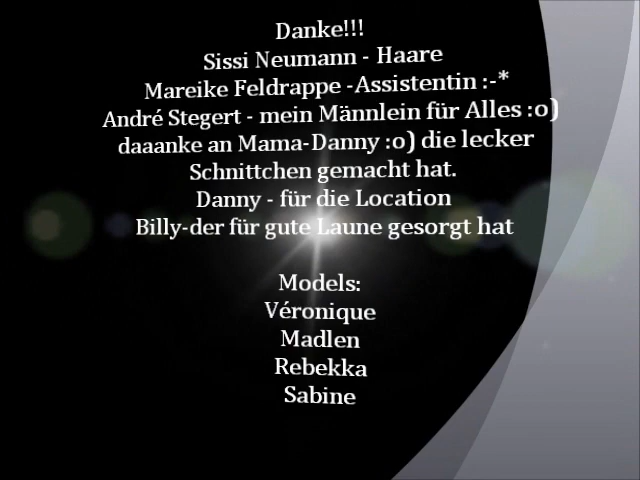 Danke!!!
Sissi Neumann - Haare
Mareike Feldrappe -Assistentin :-*
André Stegert - mein Männlein für Alles :o)
daaanke an Mama-Danny :o) die lecker
Schnittchen gemacht hat.
Danny - für die Location
Billy-der für gute Laune gesorgt hat
Models:
Véronique
Madlen
Rebekka
Sabine